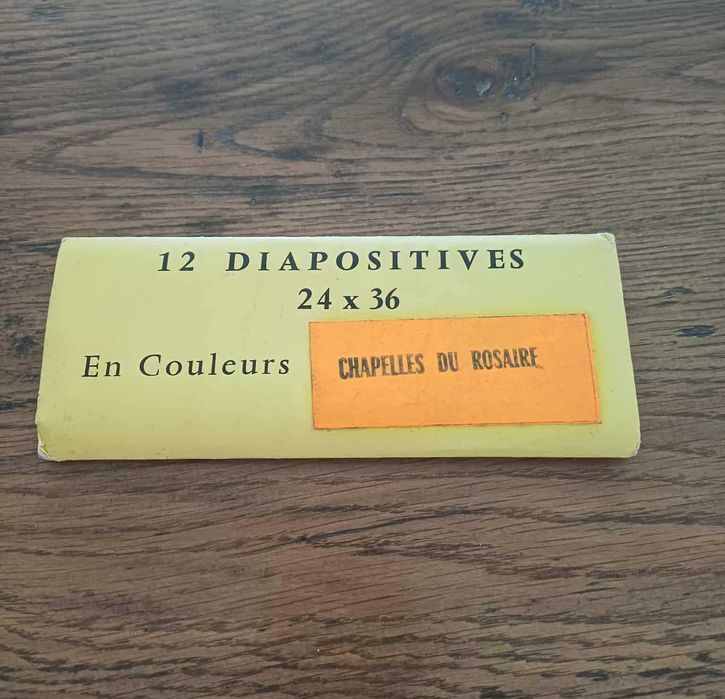 12 DIAPOSITIVES
24 x 36
En Couleurs
CHAPELLES DU ROSAIRE